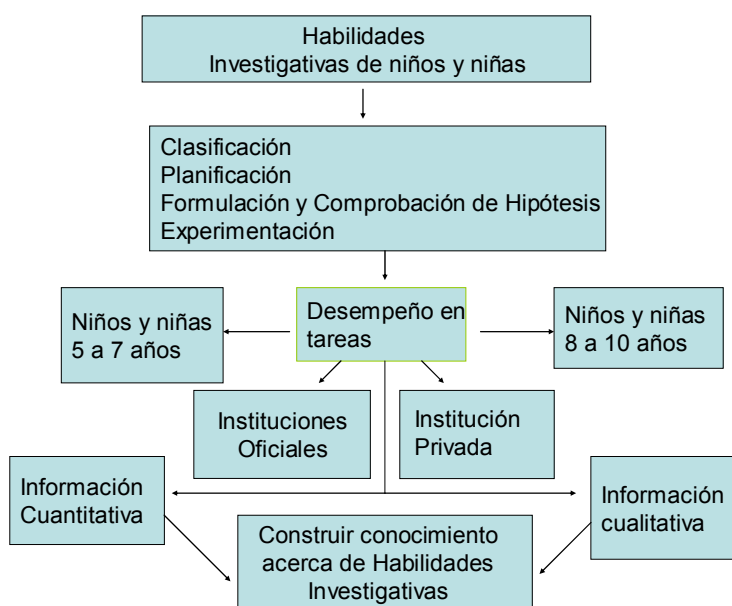 Habilidades
Investigativas de niños y niñas
Clasificación
Planificación
Formulación y Comprobación de Hipótesis
Experimentación
Niños y niñas
5 a 7 años
Desempeño en
tareas
Niños y niñas
8 a 10 años
Instituciones
Oficiales
Institución
Privada
Información
Cuantitativa
Información
cualitativa
Construir conocimiento
acerca de Habilidades
Investigativas